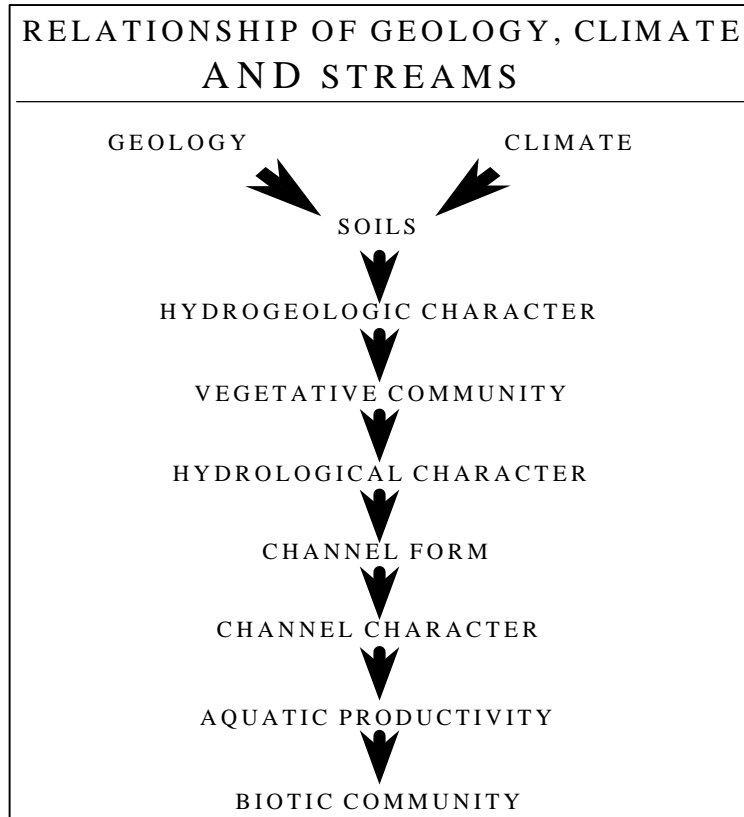 RELATIONSHIP OF GEOLOGY, CLIMATE
AND STREAMS
GEOLOGY CLIMATE
SOILS
HYDROGEOLOGIC CHARACTER
VEGETATIVE COMMUNITY
HYDROLOGICAL CHARACTER
CHANNEL FORM
CHANNEL CHARACTER
AQUATIC PRODUCTIVITY
BIOTIC COMMUNITY